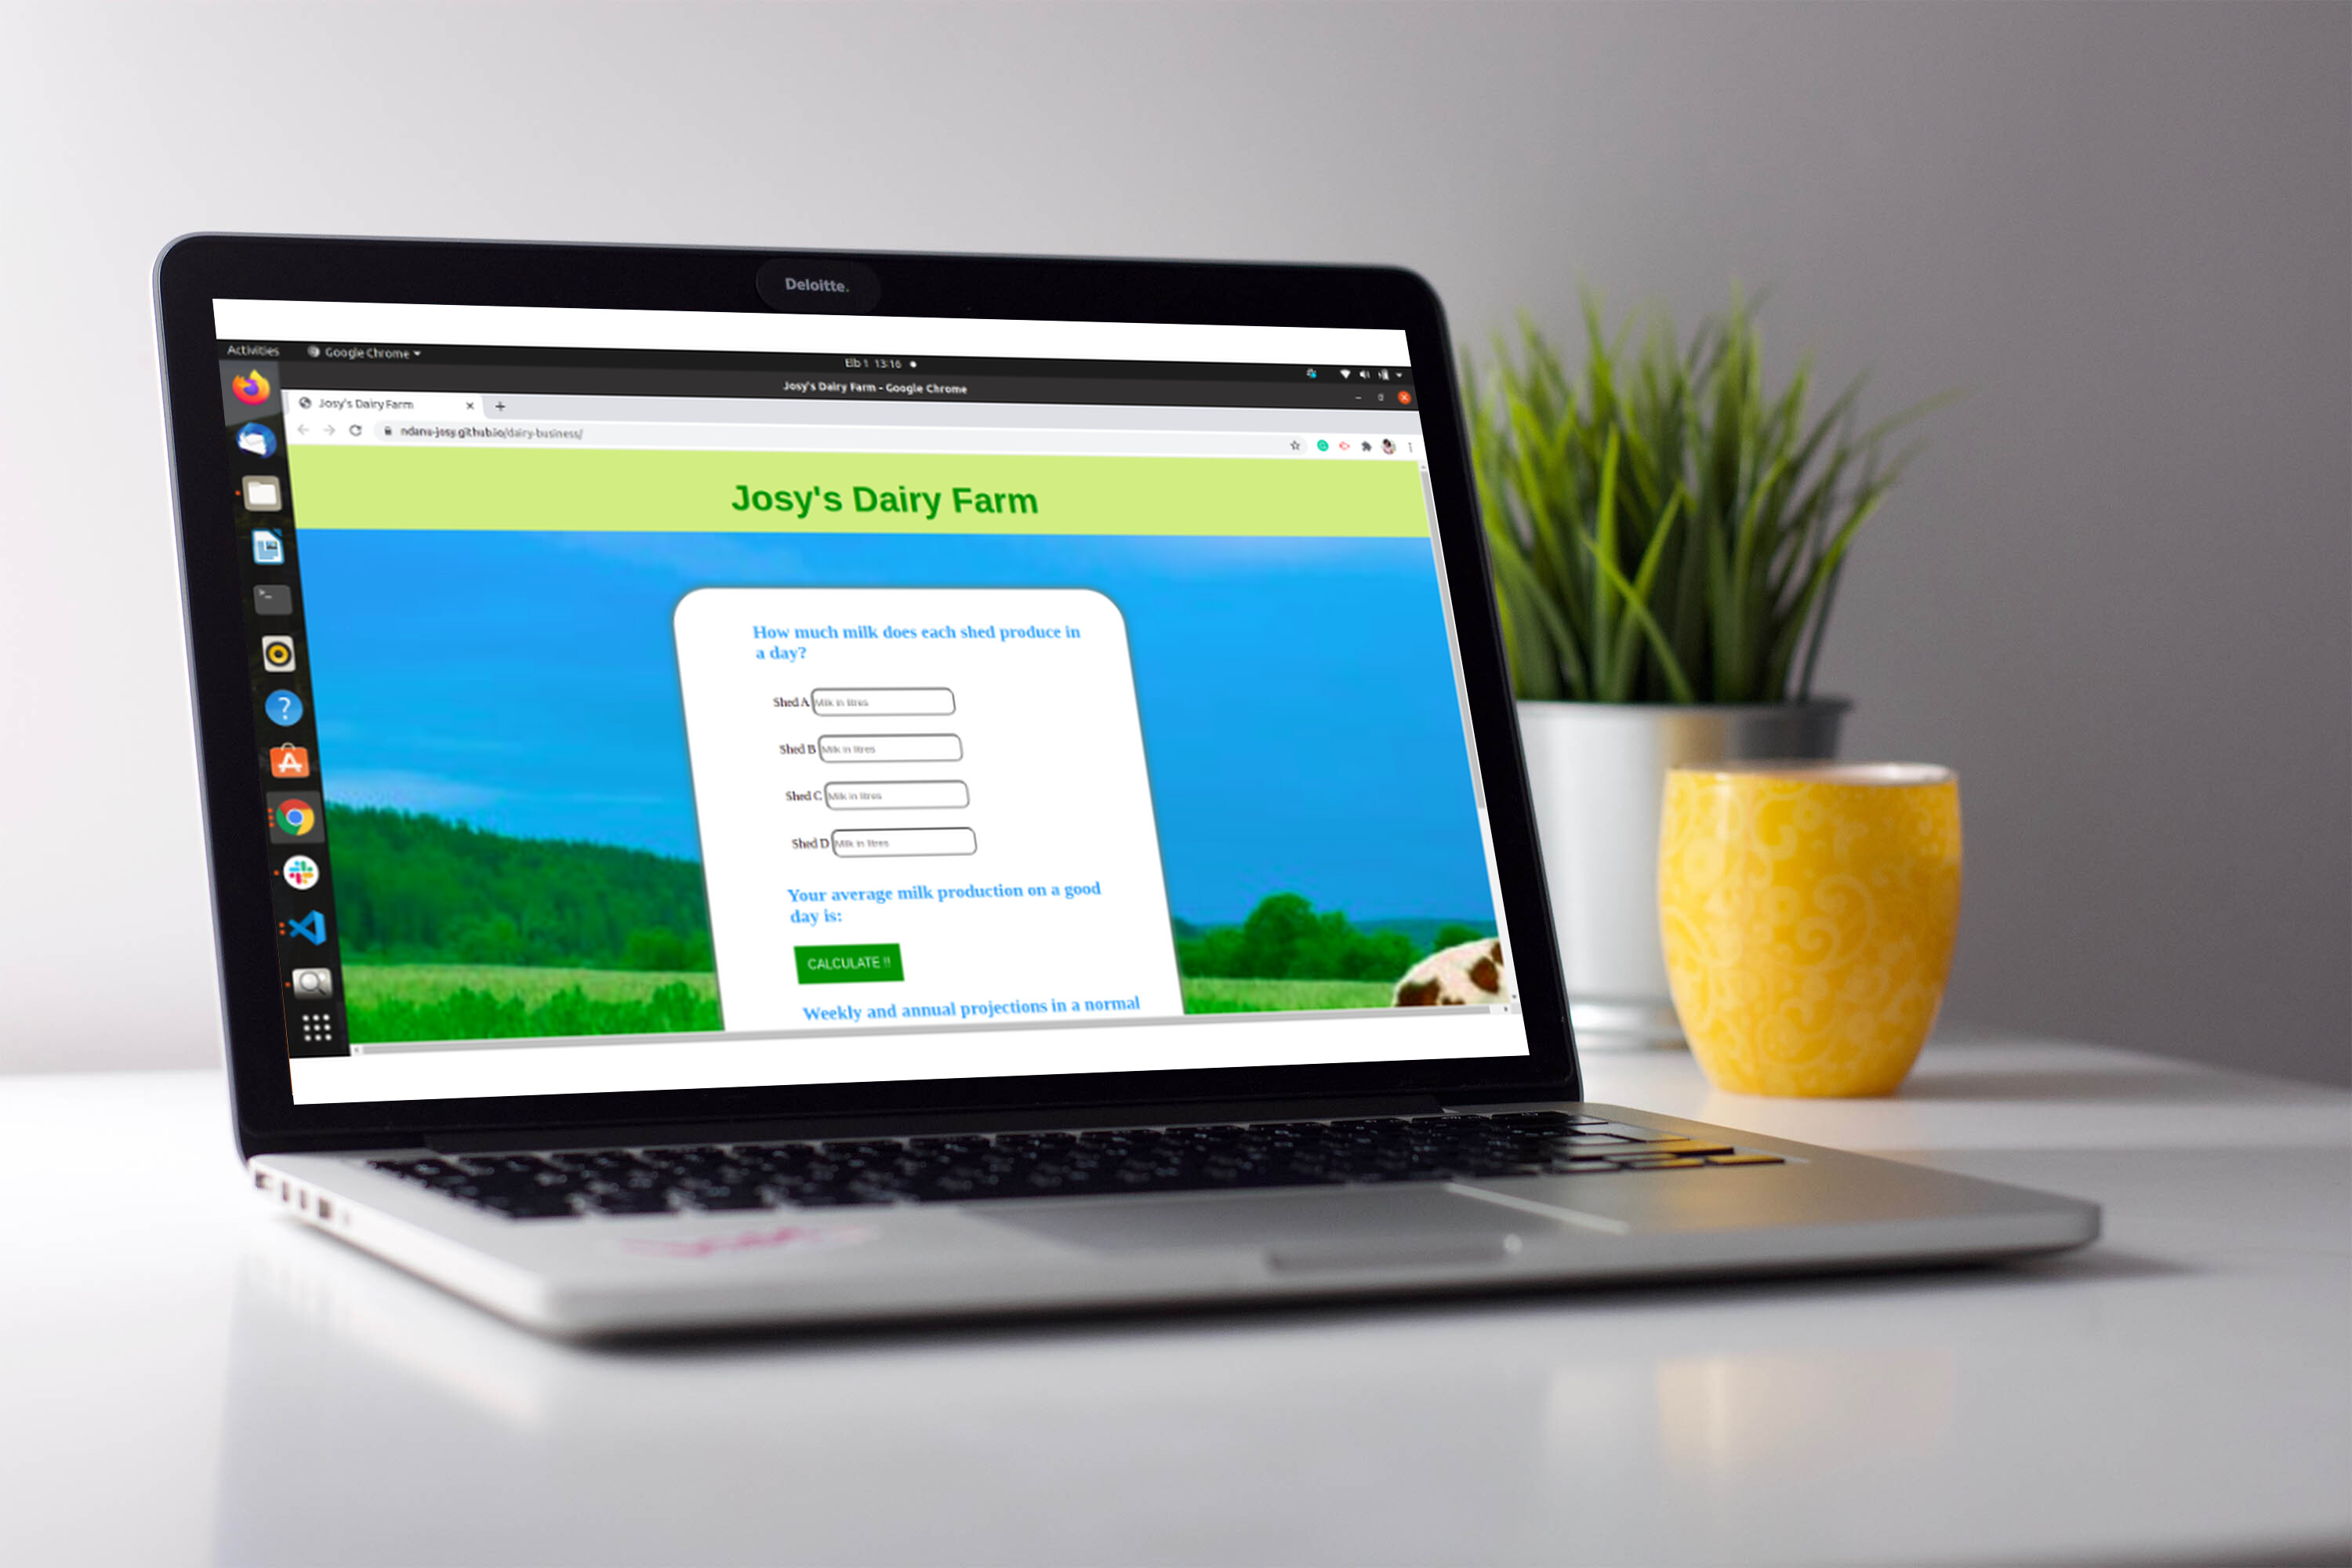 Deloitte.
Activities
Google Chrome
Elb 1 13:16
Josy's Dairy Farm - Google Chrome
Josy's Dairy Farm
ndanu-josy.github.io/dairy-business/
Josy's Dairy Farm
How much milk does each shed produce in
a day?
Shed A Milk in litres
Shed B Milk in litres
Shed C Milk in litres
Shed D Milk in litres
Your average milk production on a good
day is:
CALCULATE !!
Weekly and annual projections in a normal